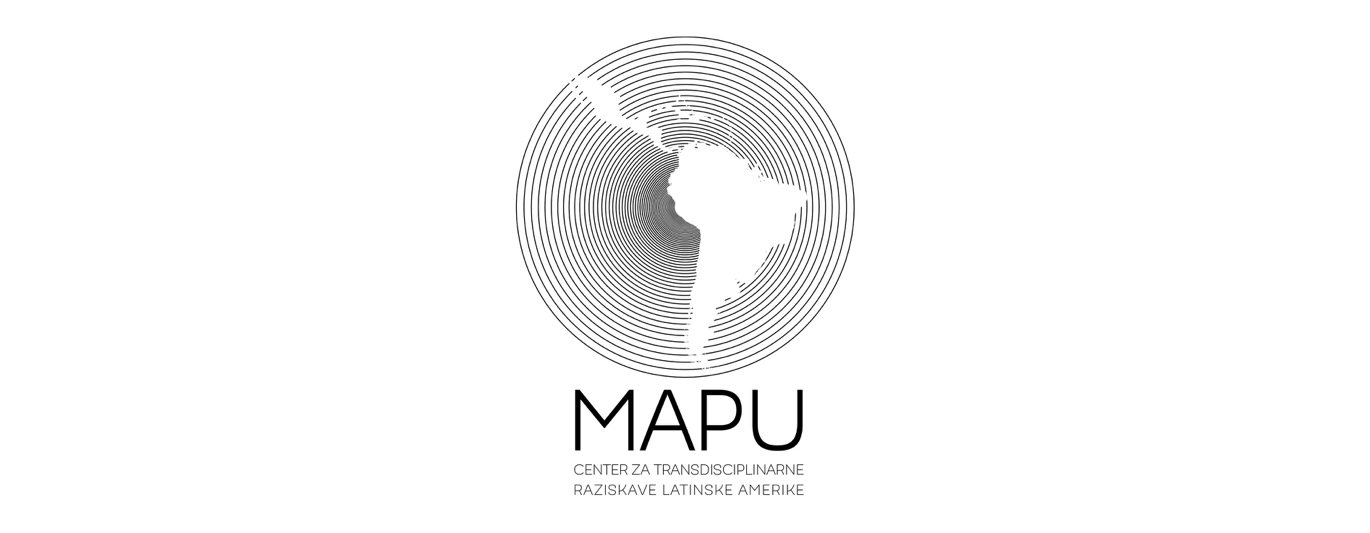 MAPU
CENTER ZA TRANSDISCIPLINARNE
RAZISKAVE LATINSKE AMERIKE